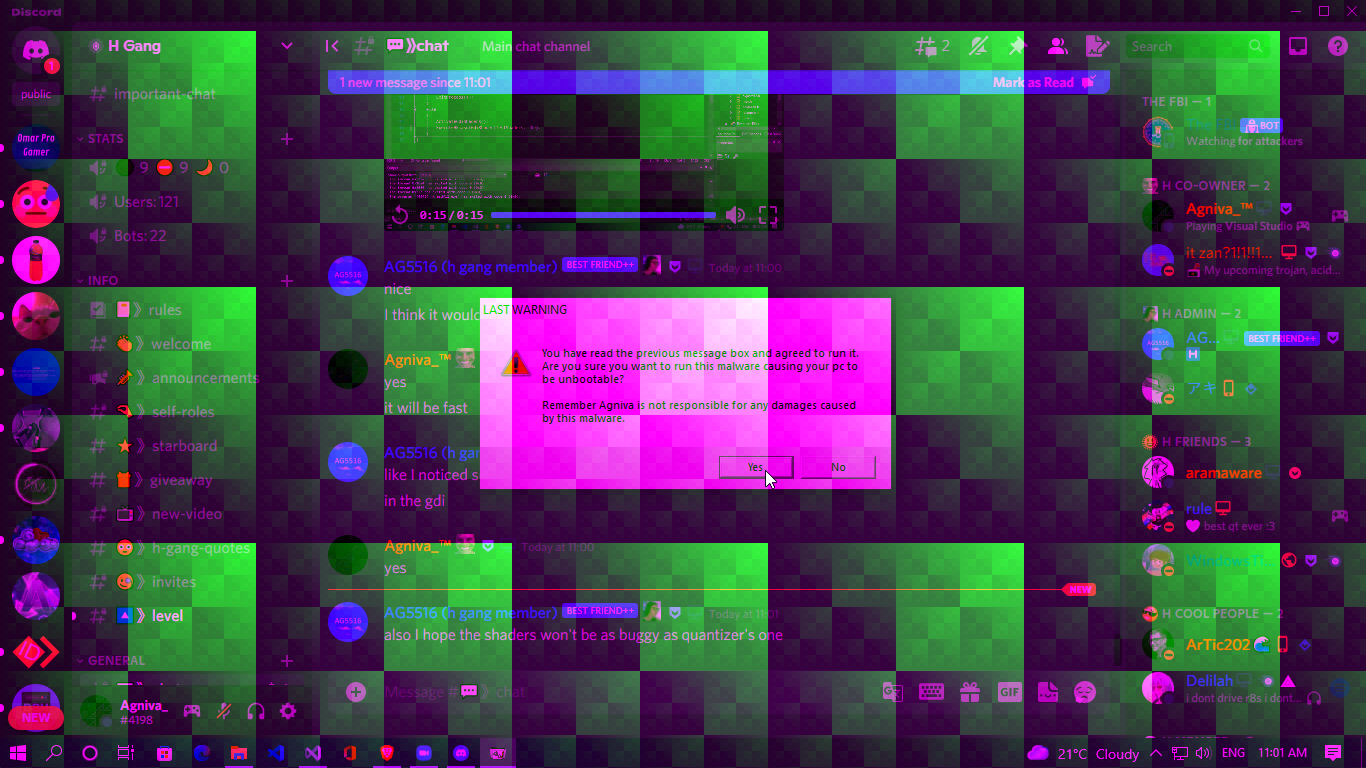 Discord
H Gang
chat
Main chat channel
2
Search
1
1 new message since 11:01
Mark as Read
public
important-chat
STATS
9 9 0
Users: 121
Bots: 22
Omar Pro
Gamer
INFO
rules
welcome
announcements
self-roles
starboard
giveaway
new-video
h-gang-quotes
invites
level
GENERAL
NEW
Agniva_
#4198
0:15 / 0:15
AG5516
AG5516 (h gang member) BEST FRIEND++ Today at 11:00
nice
I think it woul
Agniva_™
yes
it will be fast
AG5516
AG5516 (h gan
like I noticed s
in the gdi
Agniva_™ Today at 11:00
yes
NEW
AG5516
AG5516 (h gang member) BEST FRIEND++ Today at 11:01
also I hope the shaders won't be as buggy as quantizer's one
Message # chat
GIF
LAST WARNING
You have read the previous message box and agreed to run it.
Are you sure you want to run this malware causing your pc to
be unbootable?
Remember Agniva is not responsible for any damages caused
by this malware.
Yes
No
THE FBI — 1
BOT
Watching for attackers
H CO-OWNER — 2
Agniva_™
Playing Visual Studio
it zan?1!1!!1...
My upcoming trojan, acid...
H ADMIN — 2
AG5516
AG... BEST FRIEND++
H
アキ
H FRIENDS — 3
aramaware
rule
best qt ever :3
H COOL PEOPLE — 2
ArTic202
Delilah
i dont drive r8s i dont...
21°C Cloudy
ENG
11:01 AM